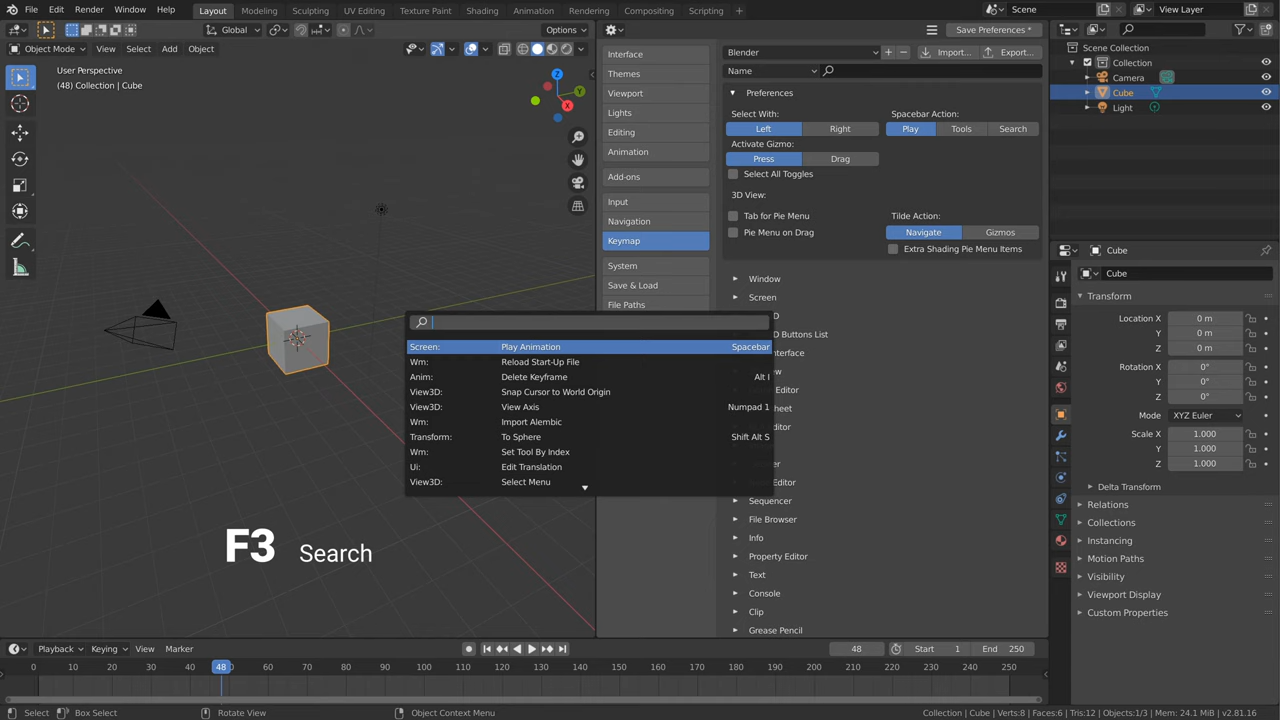 File Edit Render Window Help Layout Modeling Sculpting UV Editing Texture Paint Shading Animation Rendering Compositing Scripting Scene View Layer
Global Options Save Preferences *
Object Mode View Select Add Object
User Perspective
(48) Collection | Cube
Z
Y
X
Interface
Themes
Viewport
Lights
Editing
Animation
Add-ons
Input
Navigation
Keymap
System
Save & Load
File Paths
Blender Import... Export...
Name
Preferences
Select With: Spacebar Action:
Left Right Play Tools Search
Activate Gizmo:
Press Drag
Select All Toggles
3D View:
Tab for Pie Menu Tilde Action:
Pie Menu on Drag Navigate Gizmos
Extra Shading Pie Menu Items
Window
Screen
Screen: Play Animation Spacebar
Wm: Reload Start-Up File
Anim: Delete Keyframe Alt I
View3D: Snap Cursor to World Origin
View3D: View Axis Numpad 1
Wm: Import Alembic
Transform: To Sphere Shift Alt S
Wm: Set Tool By Index
Ui: Edit Translation
View3D: Select Menu
D Buttons List
Sequencer
File Browser
Info
Property Editor
Text
Console
Clip
Grease Pencil
F3 Search
Scene Collection
Collection
Camera
Cube
Light
Cube
Cube
Transform
Location X 0 m
Y 0 m
Z 0 m
Rotation X 0°
Y 0°
Z 0°
Mode XYZ Euler
Scale X 1.000
Y 1.000
Z 1.000
Delta Transform
Relations
Collections
Instancing
Motion Paths
Visibility
Viewport Display
Custom Properties
Playback Keying View Marker 48 Start 1 End 250
0 10 20 30 40 48 60 70 80 90 100 110 120 130 140 150 160 170 180 190 200 210 220 230 240 250
Select Box Select Rotate View Object Context Menu Collection | Cube | Verts:8 | Faces:6 | Tris:12 | Objects:1/3 | Mem: 24.1 MiB | v2.81.16